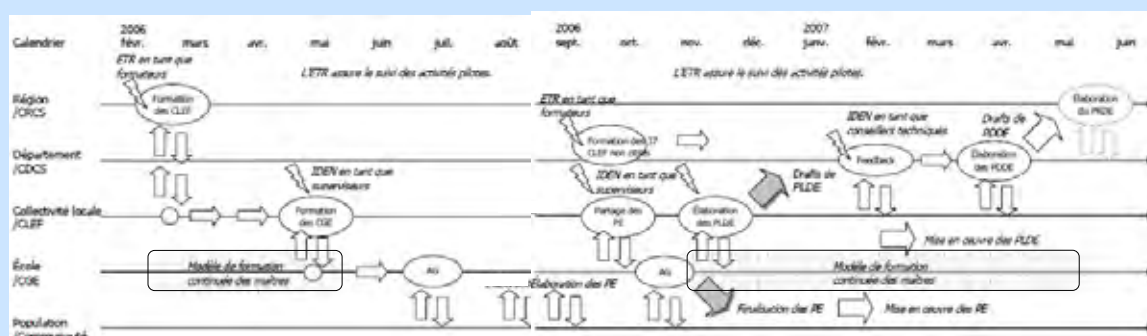 2006
Calendrier févr. mars avr. mai juin juil. août
ETR en tant que
formateurs
L'ETR assure le suivi des activités pilotes.
Région
/CRCS
Formation
des CLEF
Département
/CDCS
IDEN en tant que
superviseurs
Collectivité locale
/CLEF
Formation
des CGE
École
/CGE
Modèle de formation
continuée des maîtres
AG
Population
2006 2007
sept. oct. nov. déc. janv. févr. mars avr. mai juin
L'ETR assure le suivi des activités pilotes.
ETR en tant que
formateurs
Formation des 17
CLEF non ciblés
IDEN en tant que
superviseurs
IDEN en tant que
conseillers techniques
Feedback
Drafts de
PDDE
Élaboration
des PDDE
Élaboration
du PRDE
Drafts de
PLDE
Partage des
PE
Élaboration
des PLDE
Mise en œuvre des PLDE
Élaboration des PE
AG
Modèle de formation
continuée des maîtres
Finalisation des PE
Mise en œuvre des PE